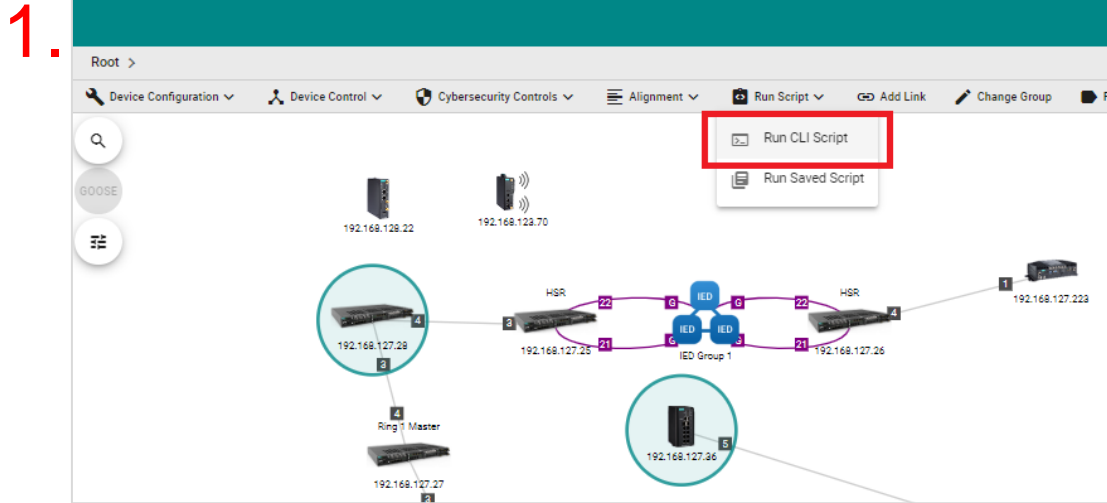 1.
Root >
Device Configuration Device Control Cybersecurity Controls Alignment Run Script Add Link Change Group
Run CLI Script
GOOSE
Run Saved Script
192.168.128.22
192.168.123.70
HSR
22
G
IED
G
22
HSR
1
192.168.127.223
4
3
4
IED
IED
192.168.127.28
192.168.127.25
21
G
G
21
192.168.127.26
IED Group 1
3
4
Ring 1 Master
5
192.168.127.36
192.168.127.27
3